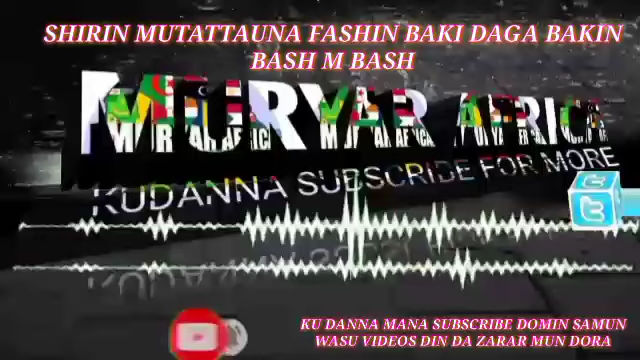 SHIRIN MUTATTAUNA FASHIN BAKI DAGA BAKIN
BASH M BASH
MURYAR AFRICA
KUDANNA SUBSCRIBE FOR MORE
KU DANNA MANA SUBSCRIBE DOMIN SAMUN
WASU VIDEOS DIN DA ZARAR MUN DORA